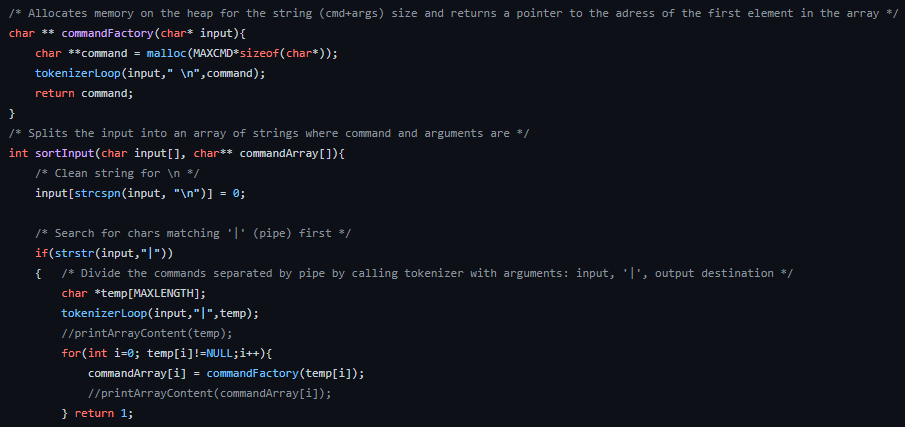 /* Allocates memory on the heap for the string (cmd+args) size and returns a pointer to the adress of the first element in the array */
char ** commandFactory(char* input){
    char **command = malloc(MAXCMD*sizeof(char*));
    tokenizerLoop(input," \n",command);
    return command;
}
/* Splits the input into an array of strings where command and arguments are */
int sortInput(char input[], char** commandArray[]){
    /* Clean string for \n */
    input[strcspn(input, "\n")] = 0;

    /* Search for chars matching '|' (pipe) first */
    if(strstr(input,"|"))
    {   /* Divide the commands separated by pipe by calling tokenizer with arguments: input, '|', output destination */
        char *temp[MAXLENGTH];
        tokenizerLoop(input,"|",temp);
        //printArrayContent(temp);
        for(int i=0; temp[i]!=NULL;i++){
            commandArray[i] = commandFactory(temp[i]);
            //printArrayContent(commandArray[i]);
        } return 1;